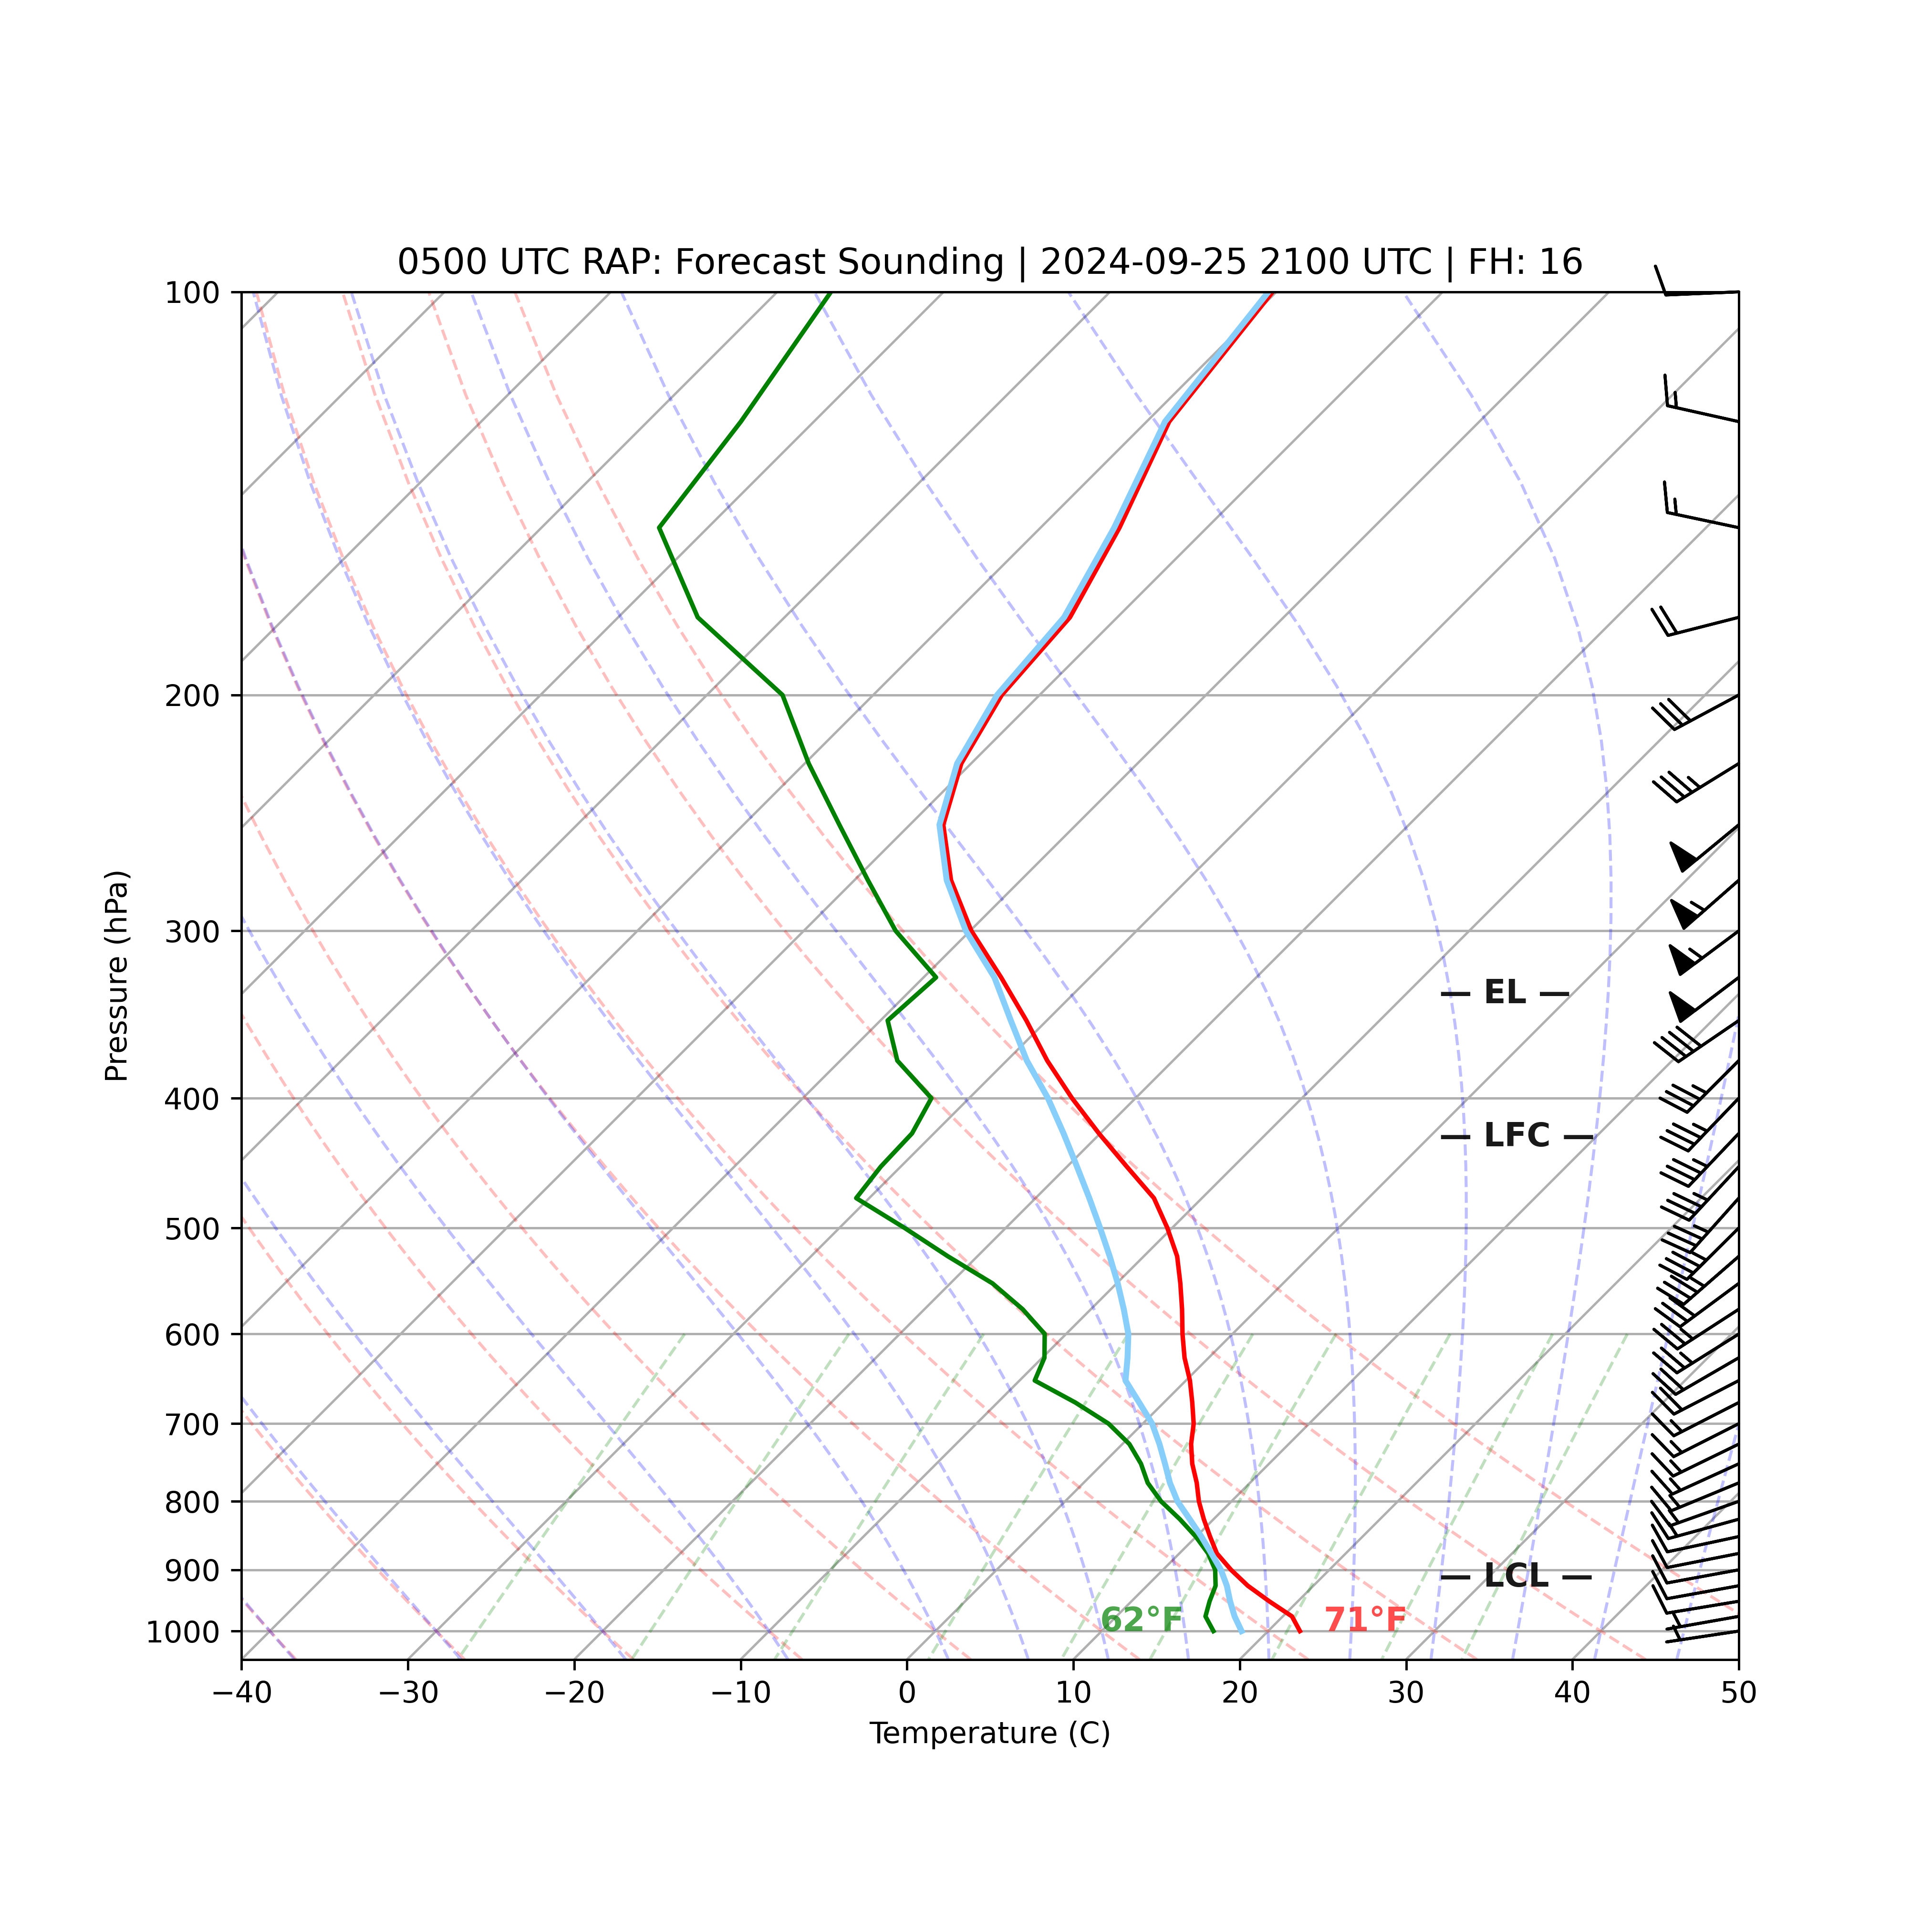 0500 UTC RAP: Forecast Sounding | 2024-09-25 2100 UTC | FH: 16
100
200
300
400
500
600
700
800
900
1000
Pressure (hPa)
EL
LFC
LCL
62°F
71°F
−40
−30
−20
−10
0
10
20
30
40
50
Temperature (C)